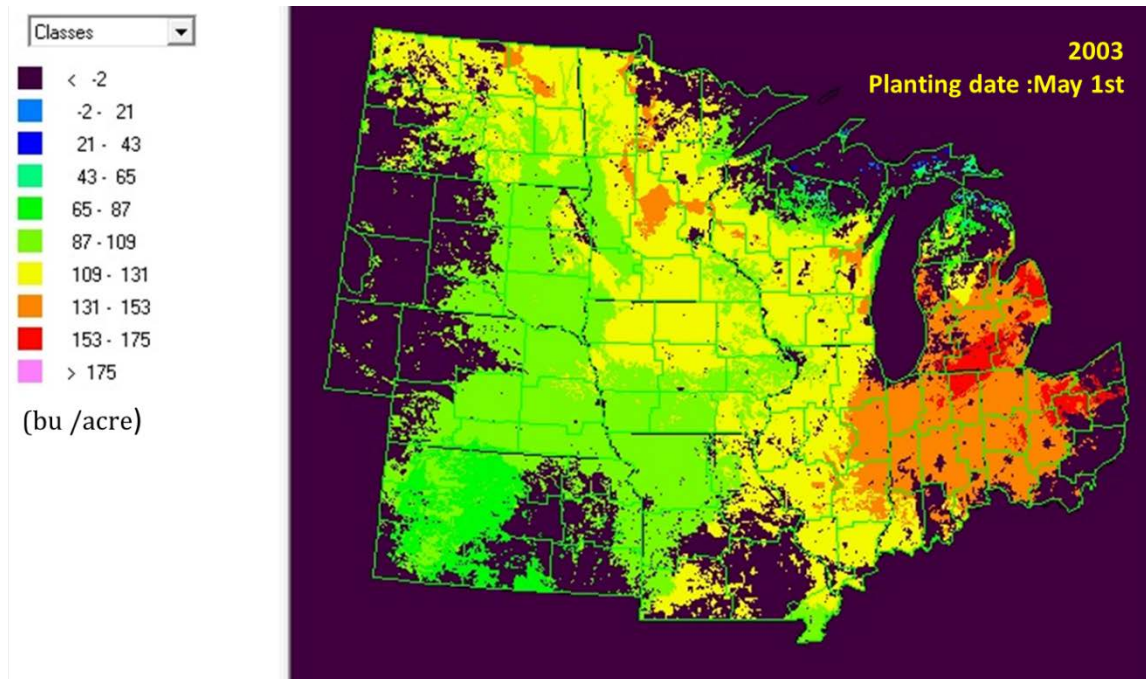 Classes
< -2
-2 - 21
21 - 43
43 - 65
65 - 87
87 - 109
109 - 131
131 - 153
153 - 175
> 175
(bu /acre)
2003
Planting date :May 1st